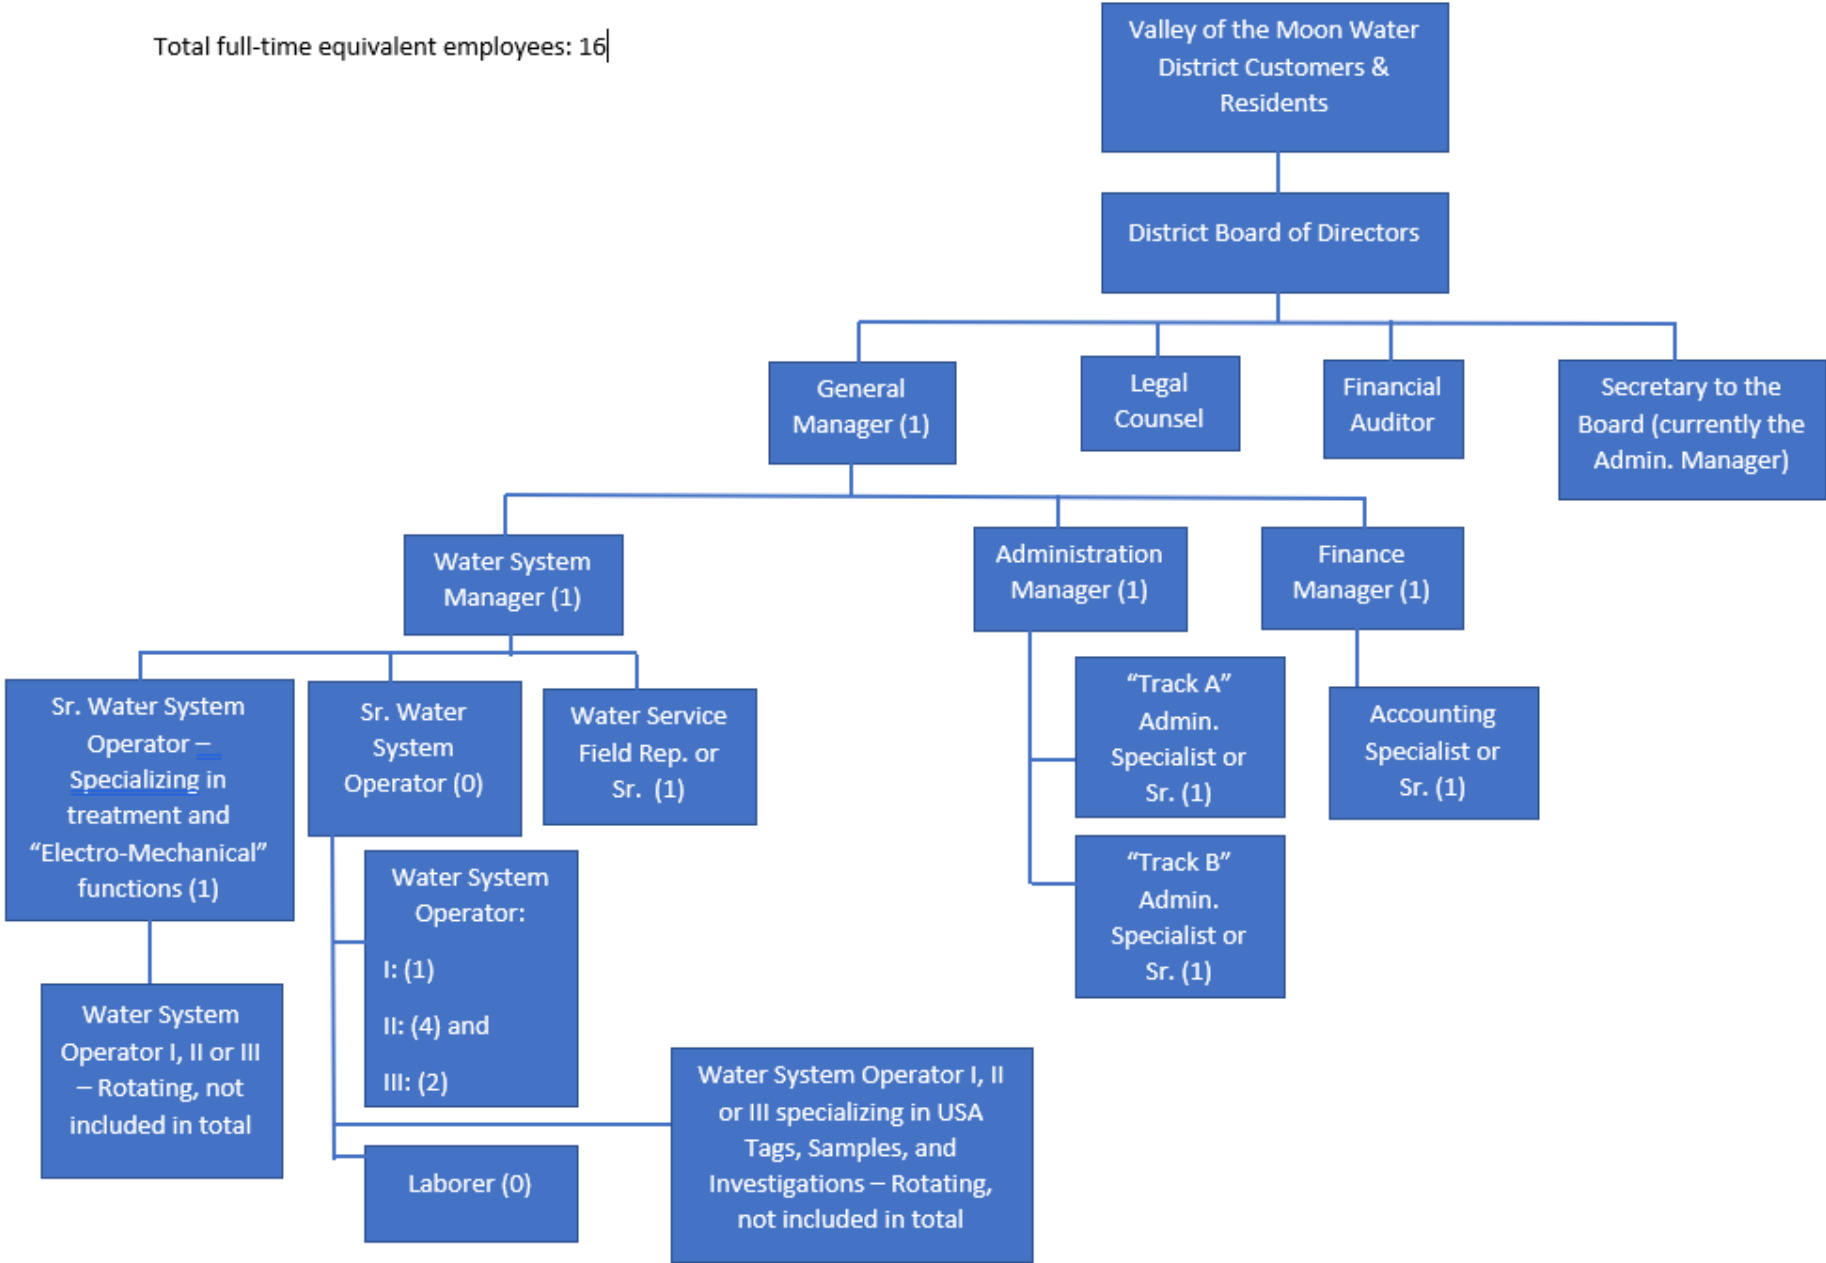 Total full-time equivalent employees: 16
Valley of the Moon Water
District Customers &
Residents
District Board of Directors
General
Manager (1)
Legal
Counsel
Financial
Auditor
Secretary to the
Board (currently the
Admin. Manager)
Water System
Manager (1)
Administration
Manager (1)
Finance
Manager (1)
Sr. Water System
Operator –
Specializing in
treatment and
“Electro-Mechanical”
functions (1)
Sr. Water
System
Operator (0)
Water Service
Field Rep. or
Sr.  (1)
“Track A”
Admin.
Specialist or
Sr. (1)
Accounting
Specialist or
Sr. (1)
“Track B”
Admin.
Specialist or
Sr. (1)
Water System
Operator:
I: (1)
II: (4) and
III: (2)
Water System
Operator I, II or III
– Rotating, not
included in total
Water System Operator I, II
or III specializing in USA
Tags, Samples, and
Investigations – Rotating,
not included in total
Laborer (0)